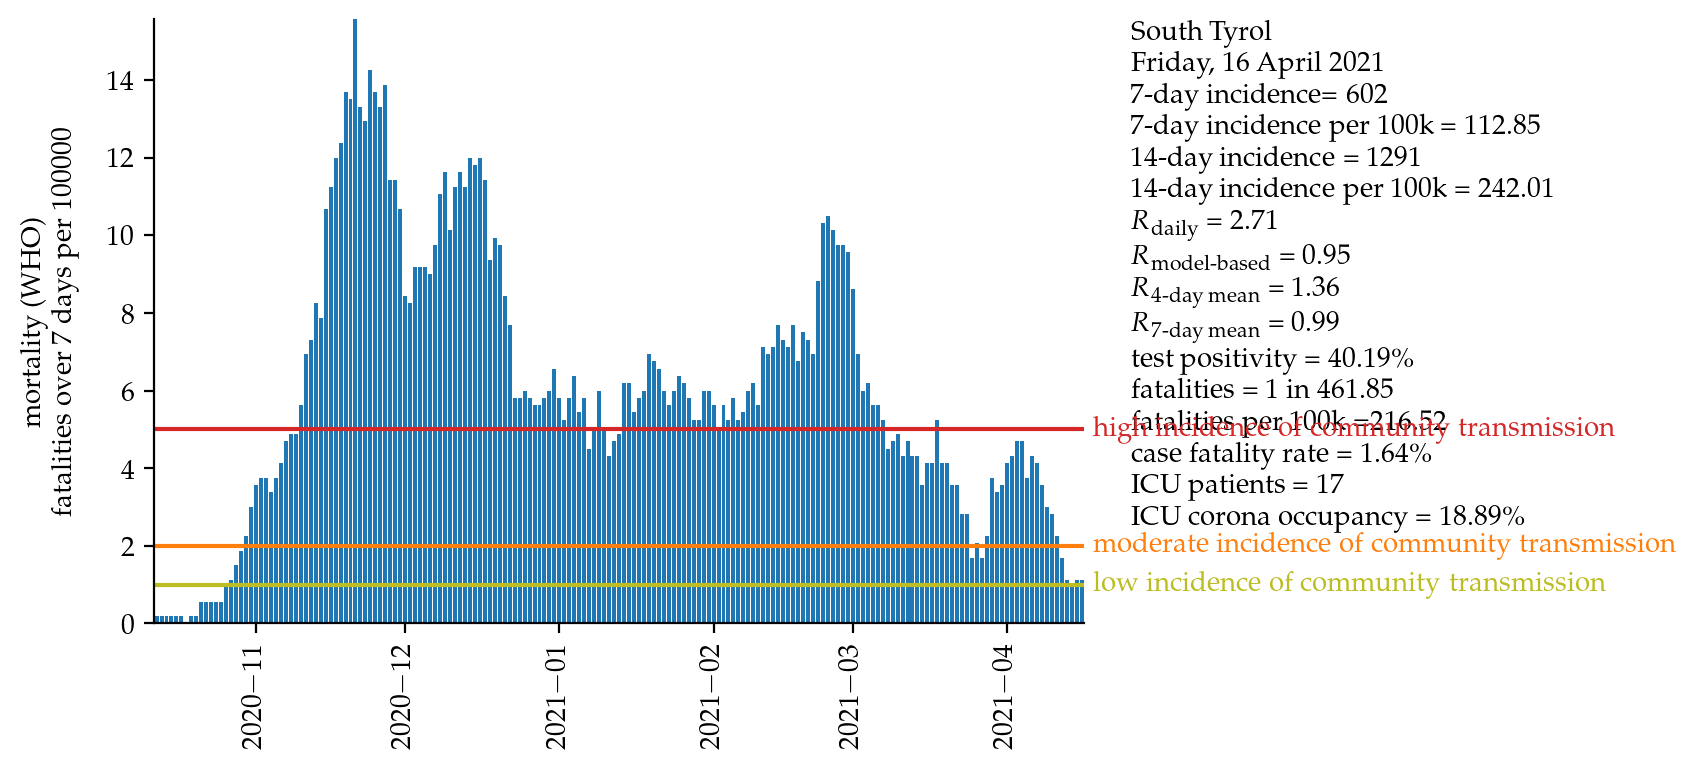 mortality (WHO)
fatalities over 7 days per 100000
14
12
10
8
6
4
2
0
2020−11
2020−12
2021−01
2021−02
2021−03
2021−04
South Tyrol
Friday, 16 April 2021
7-day incidence= 602
7-day incidence per 100k = 112.85
14-day incidence = 1291
14-day incidence per 100k = 242.01
R daily = 2.71
R model-based = 0.95
R 4-day mean = 1.36
R 7-day mean = 0.99
test positivity = 40.19%
fatalities = 1 in 461.85
fatalities per 100k =216.52
high incidence of community transmission
case fatality rate = 1.64%
ICU patients = 17
ICU corona occupancy = 18.89%
moderate incidence of community transmission
low incidence of community transmission